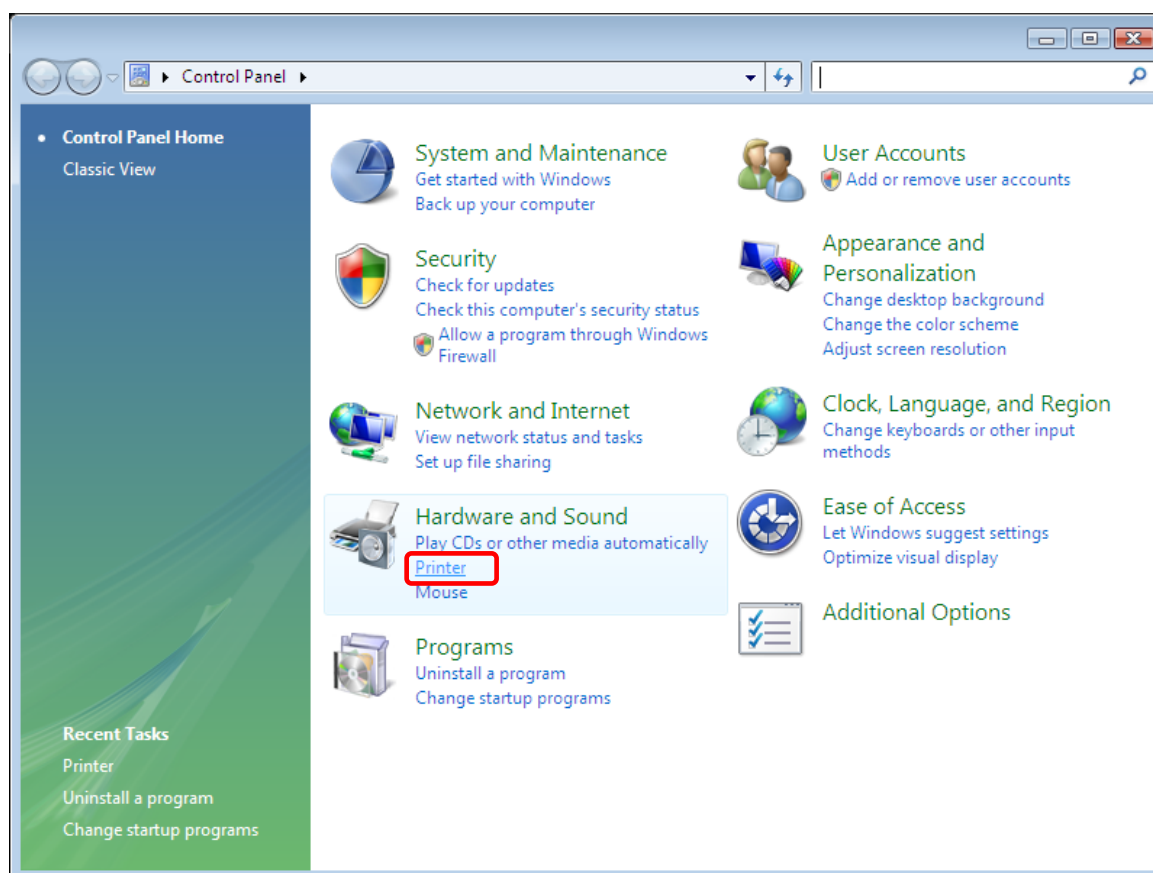 Control Panel
Control Panel Home
Classic View
Recent Tasks
Printer
Uninstall a program
Change startup programs
System and Maintenance
Get started with Windows
Back up your computer
Security
Check for updates
Check this computer's security status
Allow a program through Windows
Firewall
Network and Internet
View network status and tasks
Set up file sharing
Hardware and Sound
Play CDs or other media automatically
Printer
Mouse
Programs
Uninstall a program
Change startup programs
User Accounts
Add or remove user accounts
Appearance and
Personalization
Change desktop background
Change the color scheme
Adjust screen resolution
Clock, Language, and Region
Change keyboards or other input
methods
Ease of Access
Let Windows suggest settings
Optimize visual display
Additional Options